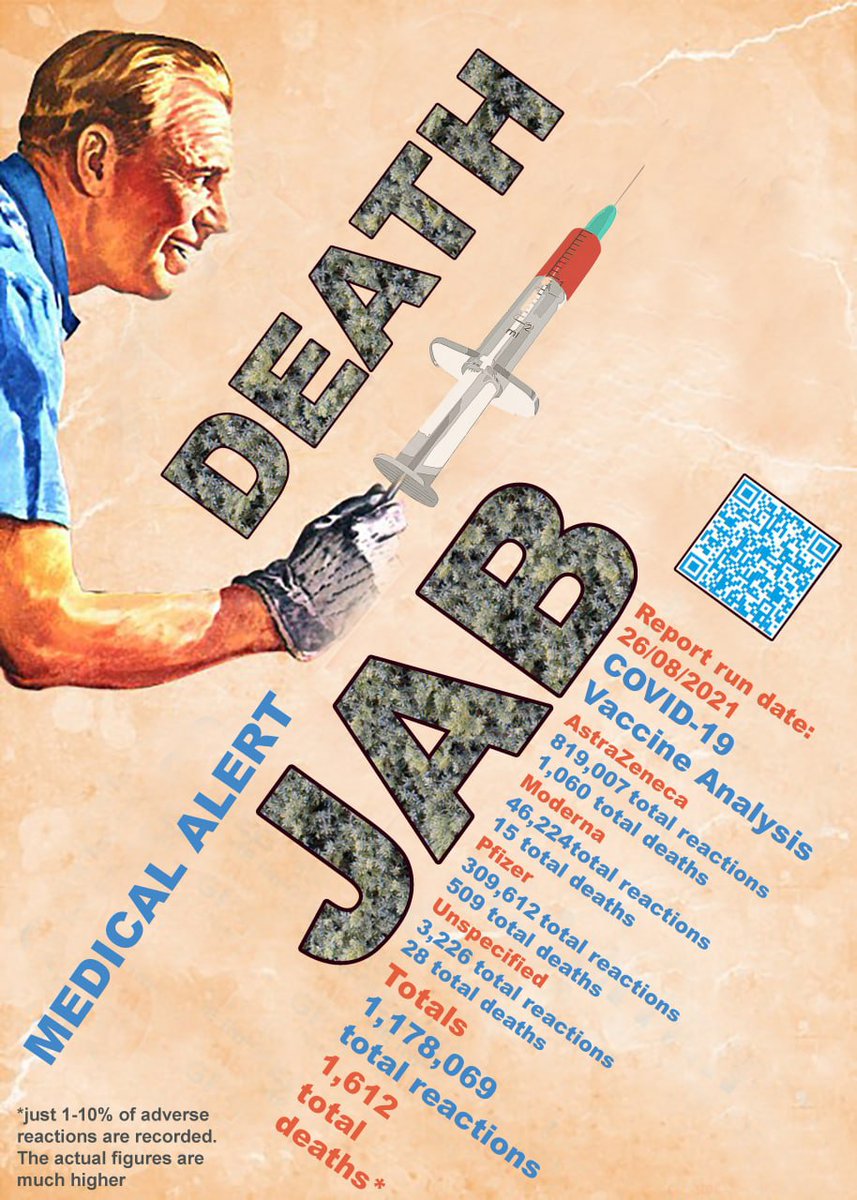 DEATH
JAB
MEDICAL ALERT
Report run date:
26/08/2021
COVID-19
Vaccine Analysis
AstraZeneca
819,007 total reactions
1,060 total deaths
Moderna
46,224total reactions
15 total deaths
Pfizer
309,612 total reactions
509 total deaths
Unspecified
3,226 total reactions
28 total deaths
Totals
1,178,069
total reactions
1,612
total
deaths*
*just 1-10% of adverse
reactions are recorded.
The actual figures are
much higher
2
ml